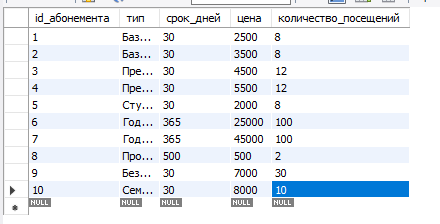 id_абонемента тип срок_дней цена количество_посещений
1 Баз... 30 2500 8
2 Баз... 30 3500 8
3 Пре... 30 4500 12
4 Пре... 30 5500 12
5 Сту... 30 2000 8
6 Год... 365 25000 100
7 Год... 365 45000 100
8 Про... 500 500 2
9 Без... 30 7000 30
10 Сем... 30 8000 10
NULL NULL NULL NULL NULL